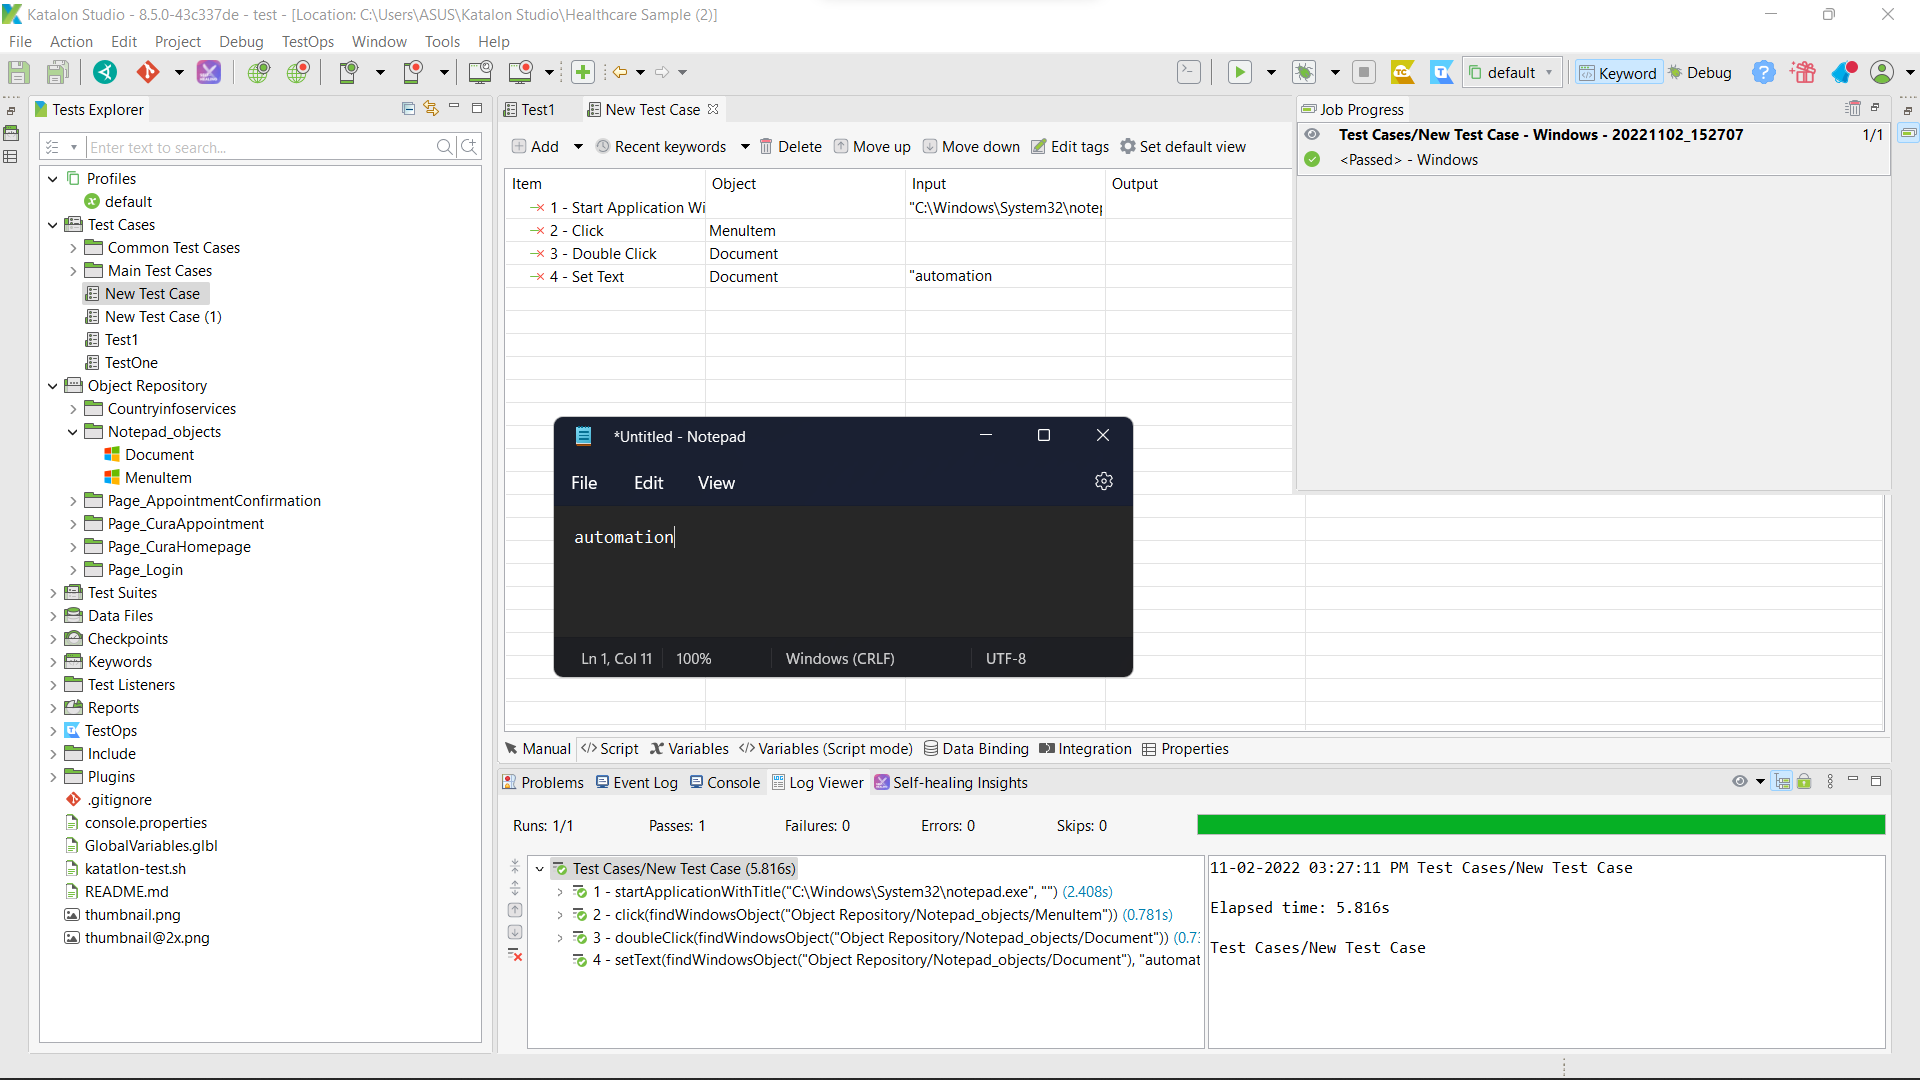 Katalon Studio - 8.5.0-43c337de - test - [Location: C:\Users\ASUS\Katalon Studio\Healthcare Sample (2)]
File Action Edit Project Debug TestOps Window Tools Help
default Keyword Debug
Tests Explorer
Enter text to search...
Profiles
default
Test Cases
Common Test Cases
Main Test Cases
New Test Case
New Test Case (1)
Test1
TestOne
Object Repository
Countryinfoservices
Notepad_objects
Document
MenuItem
Page_AppointmentConfirmation
Page_CuraAppointment
Page_CuraHomepage
Page_Login
Test Suites
Data Files
Checkpoints
Keywords
Test Listeners
Reports
TestOps
Include
Plugins
.gitignore
console.properties
GlobalVariables.glbl
katatlon-test.sh
README.md
thumbnail.png
thumbnail@2x.png
Test1 New Test Case
Add Recent keywords Delete Move up Move down Edit tags Set default view
Item Object Input Output
1 - Start Application Wi "C:\Windows\System32\notep
2 - Click MenuItem
3 - Double Click Document
4 - Set Text Document "automation
Job Progress
Test Cases/New Test Case - Windows - 20221102_152707 1/1
<Passed> - Windows
*Untitled - Notepad
File Edit View
automation
Ln 1, Col 11 100% Windows (CRLF) UTF-8
Manual Script Variables Variables (Script mode) Data Binding Integration Properties
Problems Event Log Console Log Viewer Self-healing Insights
Runs: 1/1 Passes: 1 Failures: 0 Errors: 0 Skips: 0
Test Cases/New Test Case (5.816s)
1 - startApplicationWithTitle("C:\Windows\System32\notepad.exe", "") (2.408s)
2 - click(findWindowsObject("Object Repository/Notepad_objects/MenuItem")) (0.781s)
3 - doubleClick(findWindowsObject("Object Repository/Notepad_objects/Document")) (0.73
4 - setText(findWindowsObject("Object Repository/Notepad_objects/Document"), "automat
11-02-2022 03:27:11 PM Test Cases/New Test Case
Elapsed time: 5.816s
Test Cases/New Test Case